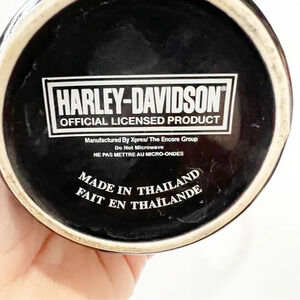 HARLEY-DAVIDSON®
OFFICIAL LICENSED PRODUCT
Manufactured By Xpres/ The Encore Group
Do Not Microwave
NE PAS METTRE AU MICRO-ONDES
MADE IN THAILAND
FAIT EN THAÏLANDE